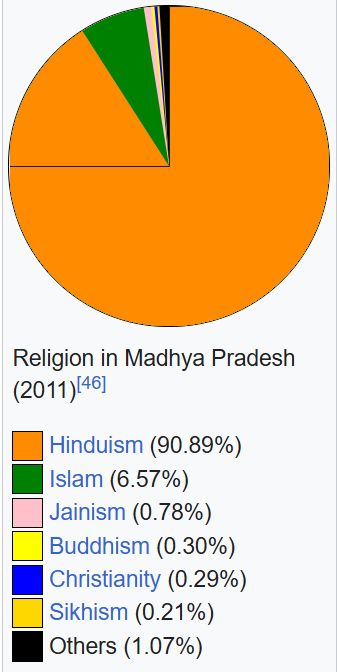 Religion in Madhya Pradesh
(2011)[46]
Hinduism (90.89%)
Islam (6.57%)
Jainism (0.78%)
Buddhism (0.30%)
Christianity (0.29%)
Sikhism (0.21%)
Others (1.07%)